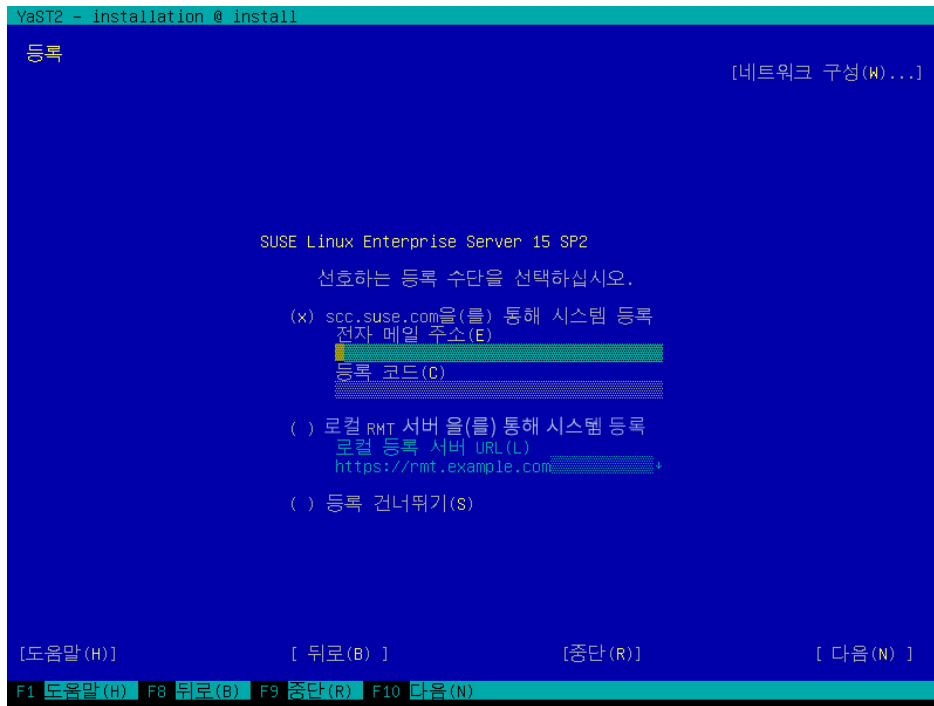 YaST2 - installation @ install
등록
[네트워크 구성(W)...]
SUSE Linux Enterprise Server 15 SP2
선호하는 등록 수단을 선택하십시오.
(x) scc.suse.com을(를) 통해 시스템 등록
전자 메일 주소(E)
등록 코드(C)
( ) 로컬 RMT 서버 을(를) 통해 시스템 등록
로컬 등록 서버 URL(L)
https://rmt.example.com
( ) 등록 건너뛰기(S)
[도움말(H)] [ 뒤로(B) ] [중단(R)] [ 다음(N) ]
F1 도움말(H) F8 뒤로(B) F9 중단(R) F10 다음(N)